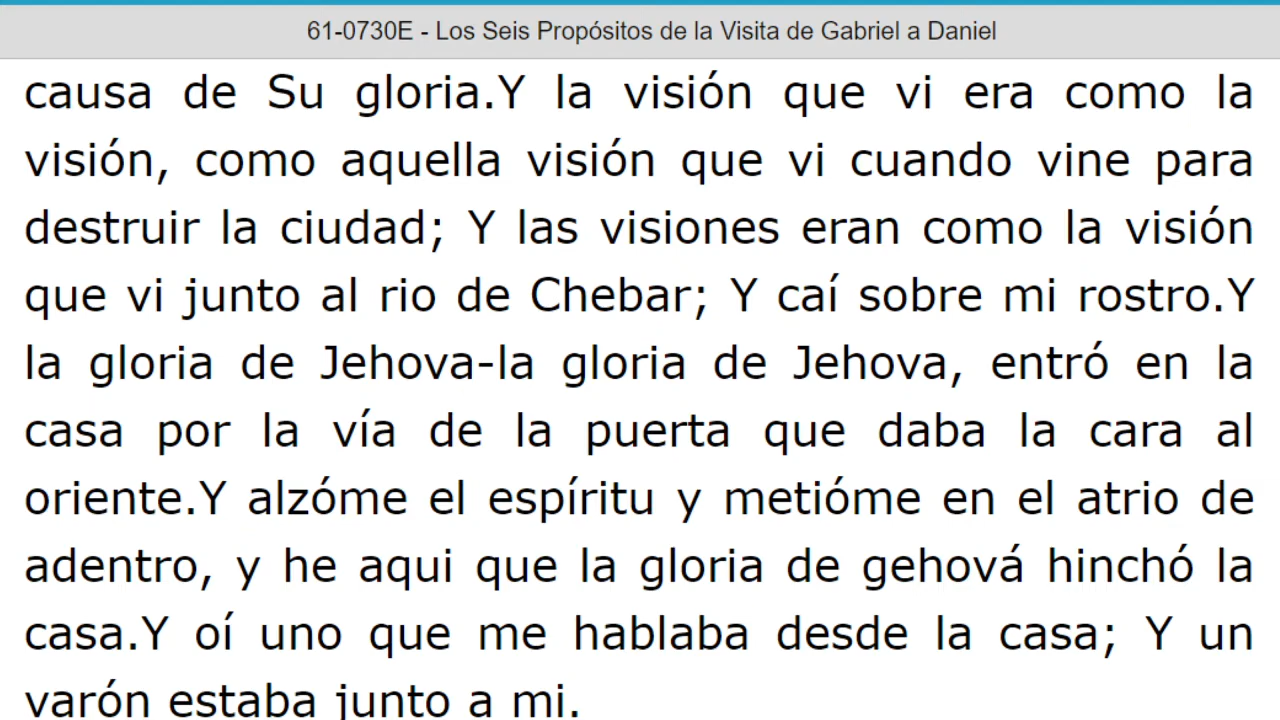 61-0730E - Los Seis Propósitos de la Visita de Gabriel a Daniel
causa de Su gloria.Y la visión que vi era como la
visión, como aquella visión que vi cuando vine para
destruir la ciudad; Y las visiones eran como la visión
que vi junto al rio de Chebar; Y caí sobre mi rostro.Y
la gloria de Jehova-la gloria de Jehova, entró en la
casa por la vía de la puerta que daba la cara al
oriente.Y alzóme el espíritu y metióme en el atrio de
adentro, y he aqui que la gloria de gehová hinchó la
casa.Y oí uno que me hablaba desde la casa; Y un
varón estaba junto a mi.